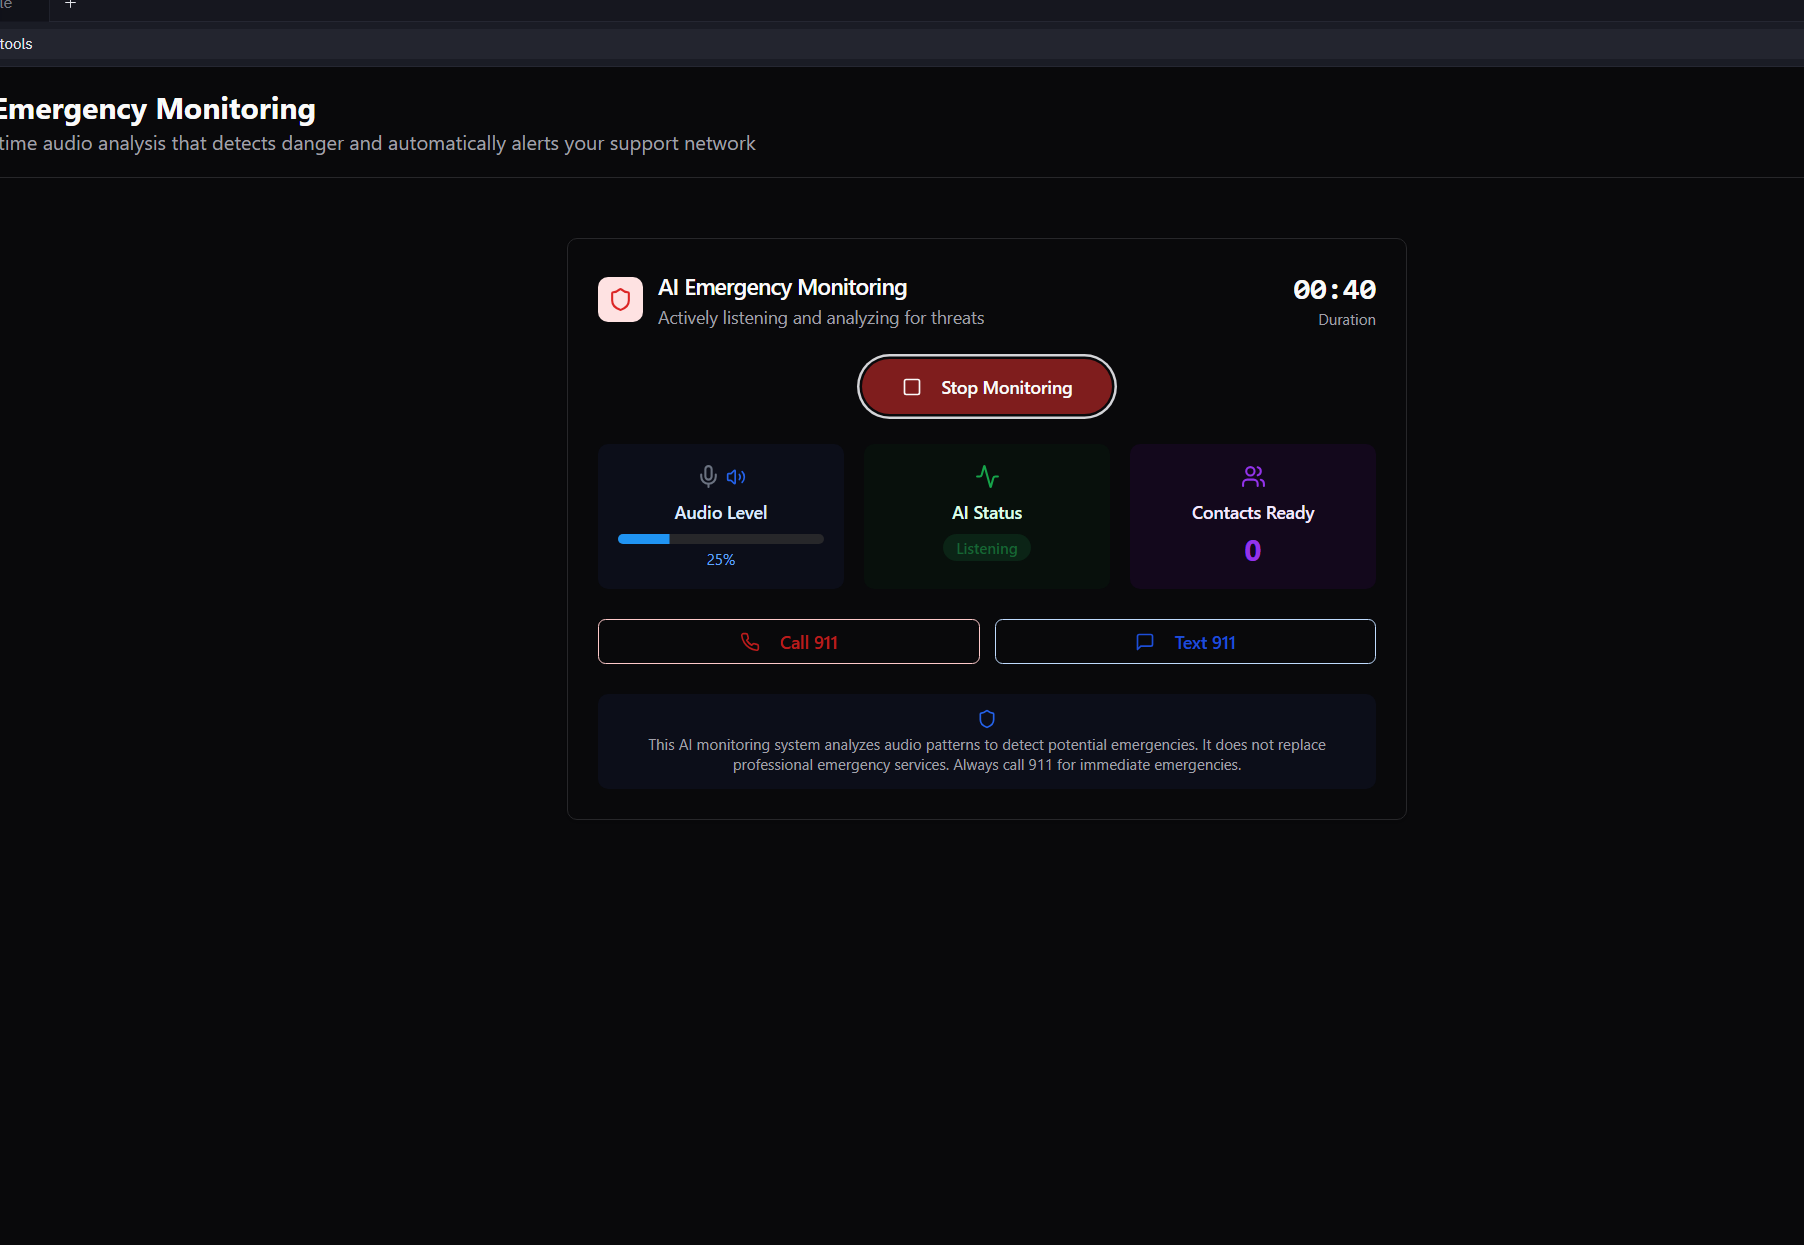 le +
tools
Emergency Monitoring
time audio analysis that detects danger and automatically alerts your support network
AI Emergency Monitoring
00:40
Actively listening and analyzing for threats
Duration
Stop Monitoring
Audio Level
AI Status
Contacts Ready
25%
Listening
0
Call 911
Text 911
This AI monitoring system analyzes audio patterns to detect potential emergencies. It does not replace
professional emergency services. Always call 911 for immediate emergencies.